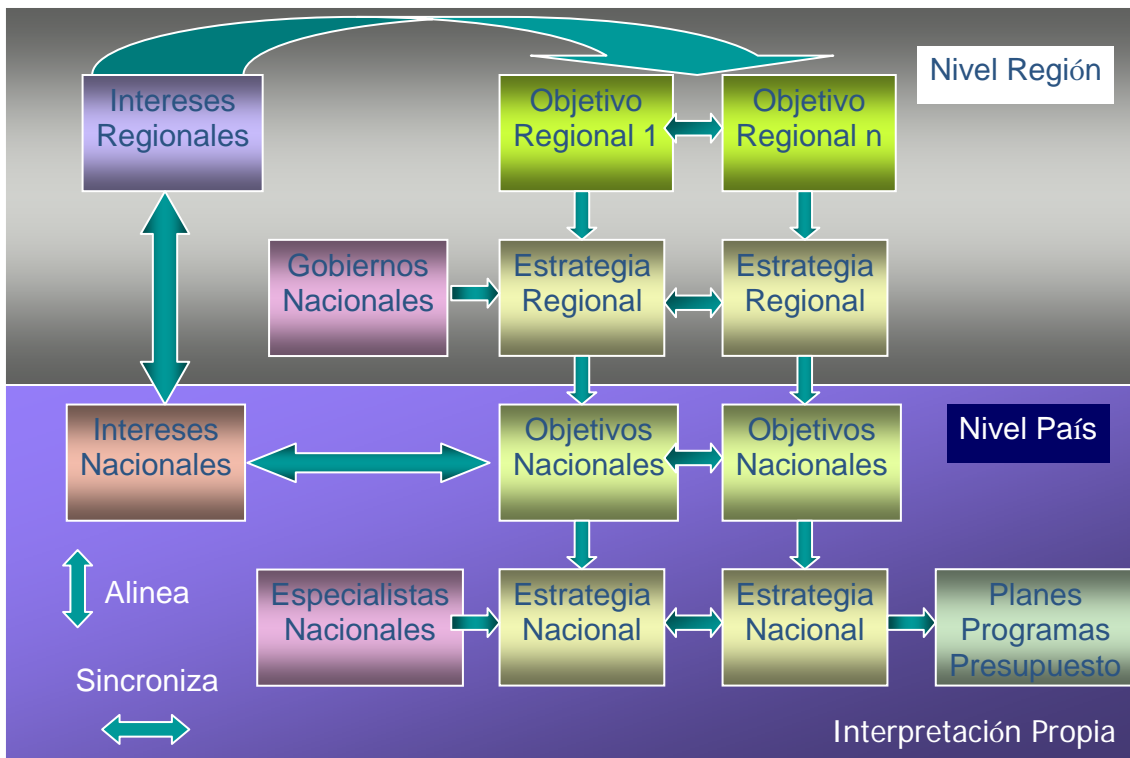 Nivel Región
Intereses
Regionales
Objetivo
Regional 1
Objetivo
Regional n
Gobiernos
Nacionales
Estrategia
Regional
Estrategia
Regional
Nivel País
Intereses
Nacionales
Objetivos
Nacionales
Objetivos
Nacionales
Alinea
Especialistas
Nacionales
Estrategia
Nacional
Estrategia
Nacional
Planes
Programas
Presupuesto
Sincroniza
Interpretación Propia